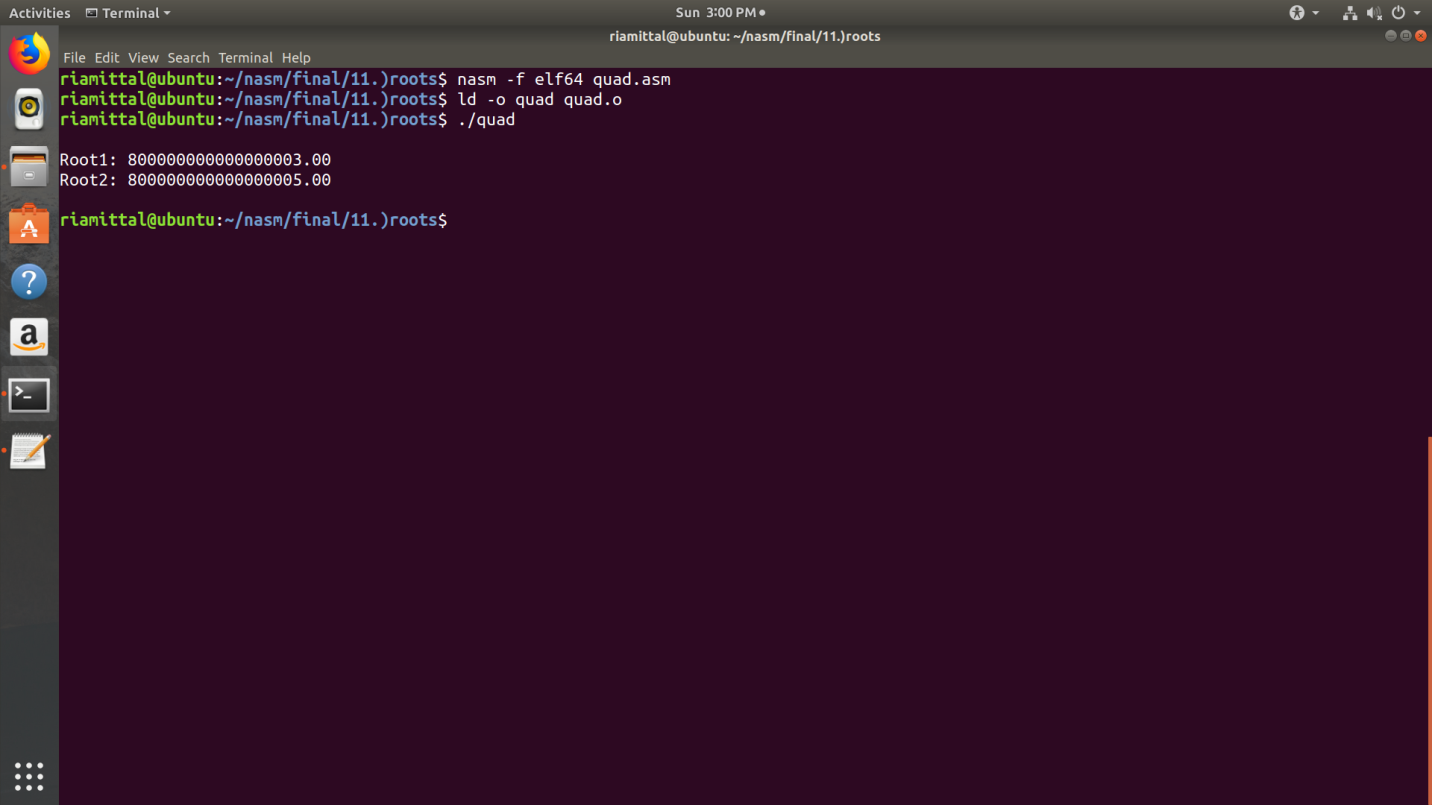 Activities Terminal Sun 3:00 PM
riamittal@ubuntu: ~/nasm/final/11.)roots
File Edit View Search Terminal Help
riamittal@ubuntu:~/nasm/final/11.)roots$ nasm -f elf64 quad.asm
riamittal@ubuntu:~/nasm/final/11.)roots$ ld -o quad quad.o
riamittal@ubuntu:~/nasm/final/11.)roots$ ./quad
Root1: 800000000000000003.00
Root2: 800000000000000005.00
riamittal@ubuntu:~/nasm/final/11.)roots$